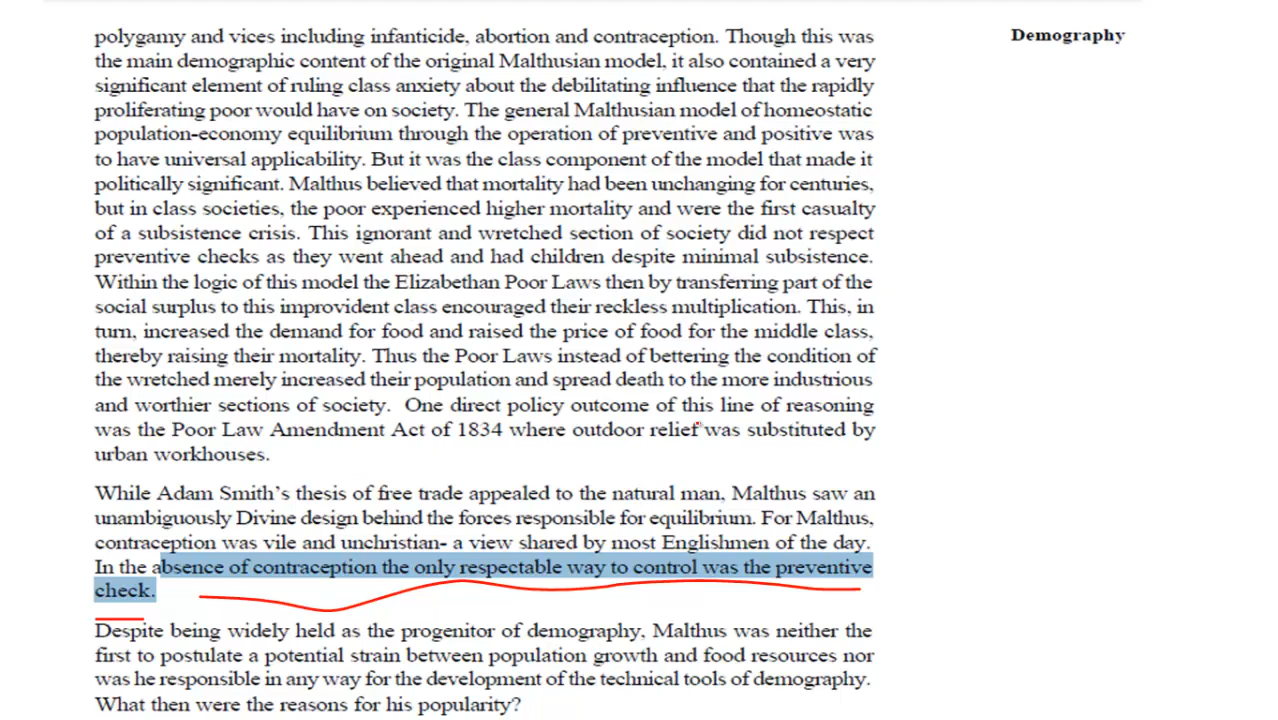 polygamy and vices including infanticide, abortion and contraception. Though this was
Demography
the main demographic content of the original Malthusian model, it also contained a very
significant element of ruling class anxiety about the debilitating influence that the rapidly
proliferating poor would have on society. The general Malthusian model of homeostatic
population-economy equilibrium through the operation of preventive and positive was
to have universal applicability. But it was the class component of the model that made it
politically significant. Malthus believed that mortality had been unchanging for centuries,
but in class societies, the poor experienced higher mortality and were the first casualty
of a subsistence crisis. This ignorant and wretched section of society did not respect
preventive checks as they went ahead and had children despite minimal subsistence.
Within the logic of this model the Elizabethan Poor Laws then by transferring part of the
social surplus to this improvident class encouraged their reckless multiplication. This, in
turn, increased the demand for food and raised the price of food for the middle class,
thereby raising their mortality. Thus the Poor Laws instead of bettering the condition of
the wretched merely increased their population and spread death to the more industrious
and worthier sections of society. One direct policy outcome of this line of reasoning
was the Poor Law Amendment Act of 1834 where outdoor relief was substituted by
urban workhouses.
While Adam Smith's thesis of free trade appealed to the natural man, Malthus saw an
unambiguously Divine design behind the forces responsible for equilibrium. For Malthus,
contraception was vile and unchristian- a view shared by most Englishmen of the day.
In the absence of contraception the only respectable way to control was the preventive
check.
Despite being widely held as the progenitor of demography, Malthus was neither the
first to postulate a potential strain between population growth and food resources nor
was he responsible in any way for the development of the technical tools of demography.
What then were the reasons for his popularity?